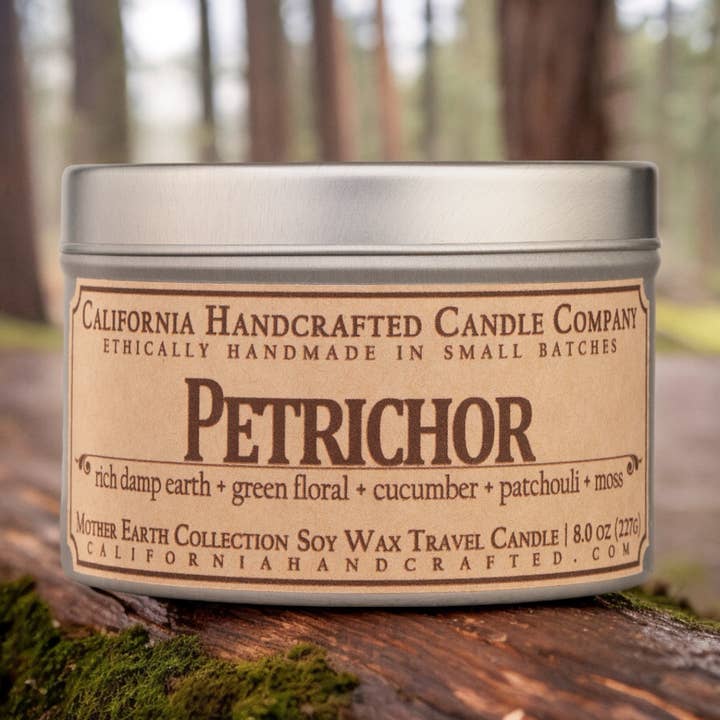 California Handcrafted Candle Company
ETHICALLY HANDMADE IN SMALL BATCHES
Petrichor
rich damp earth + green floral + cucumber + patchouli + moss
Mother Earth Collection Soy Wax Travel Candle | 8.0 oz (227g)
CALIFORNIAHANDCRAFTED.COM